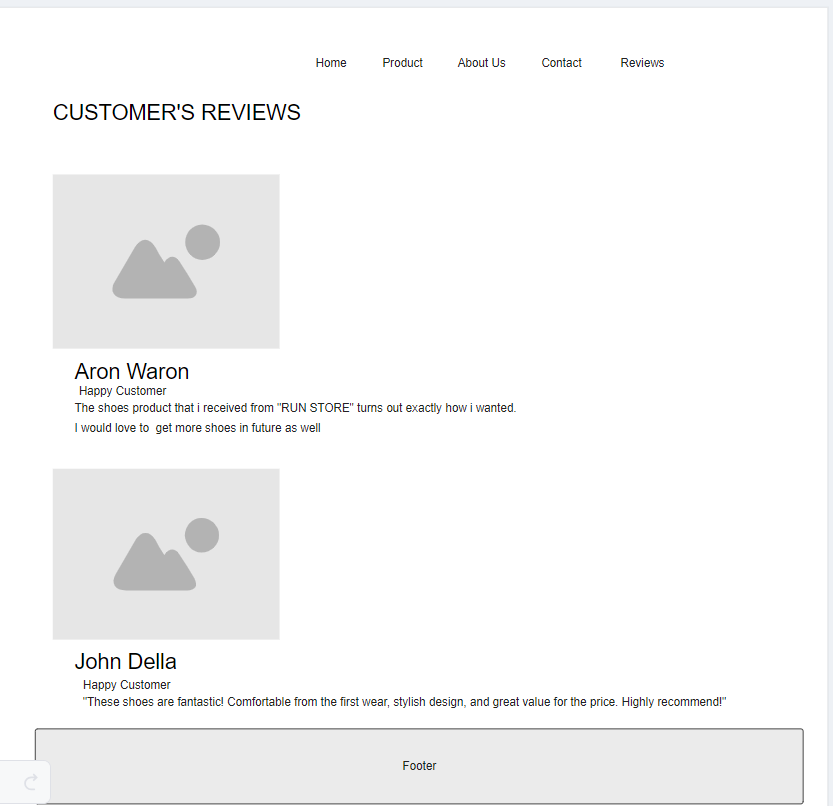 Home Product About Us Contact Reviews
CUSTOMER'S REVIEWS
Aron Waron
Happy Customer
The shoes product that i received from "RUN STORE" turns out exactly how i wanted.
I would love to  get more shoes in future as well
John Della
Happy Customer
"These shoes are fantastic! Comfortable from the first wear, stylish design, and great value for the price. Highly recommend!"
Footer